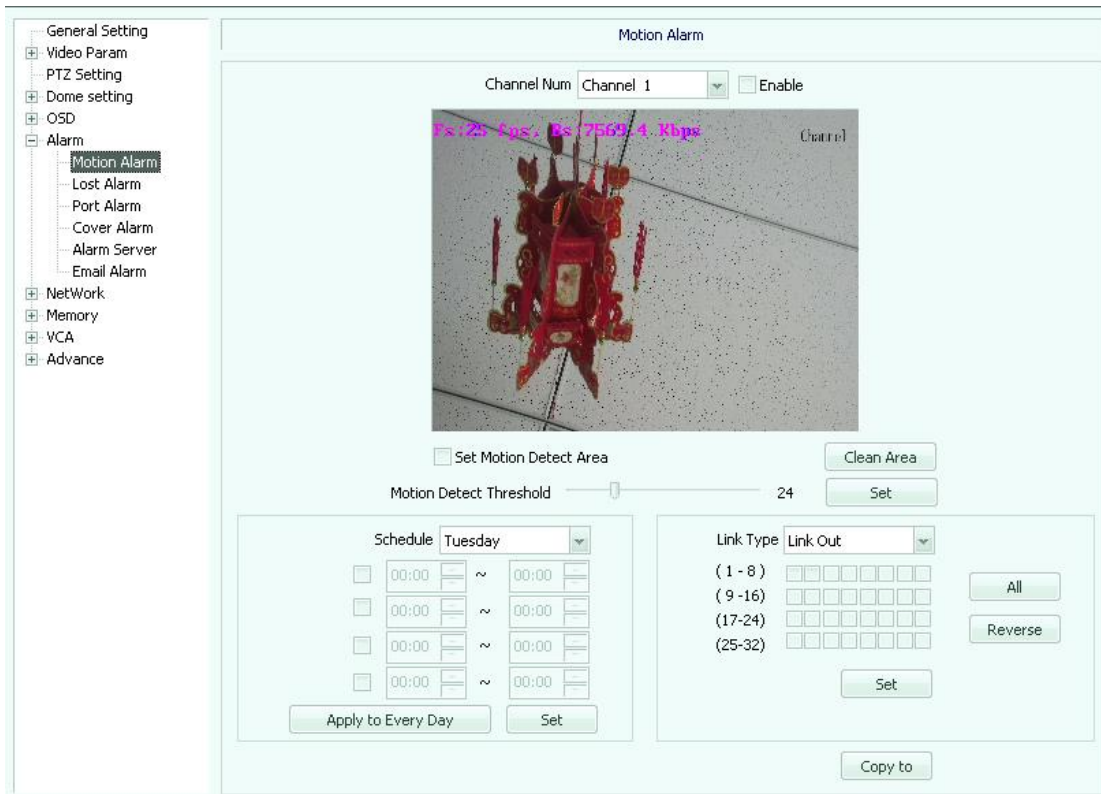 General Setting
Video Param
PTZ Setting
Dome setting
OSD
Alarm
Motion Alarm
Lost Alarm
Port Alarm
Cover Alarm
Alarm Server
Email Alarm
NetWork
Memory
VCA
Advance
Motion Alarm
Channel Num Channel 1 Enable
Fs:25 fps, Rs:7569.4 Kbps Channel
Set Motion Detect Area Clean Area
Motion Detect Threshold 24 Set
Schedule Tuesday
00:00 ~ 00:00
00:00 ~ 00:00
00:00 ~ 00:00
00:00 ~ 00:00
Apply to Every Day Set
Link Type Link Out
( 1 - 8 )
( 9 -16)
(17-24)
(25-32)
All
Reverse
Set
Copy to